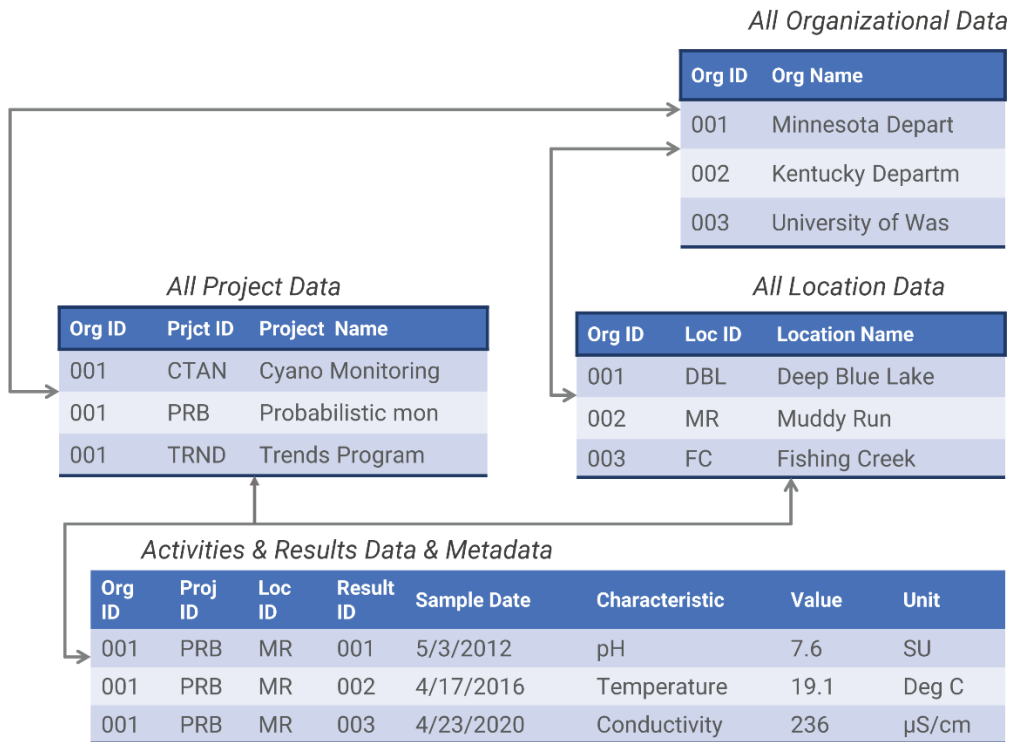 All Organizational Data
Org ID Org Name
001 Minnesota Depart
002 Kentucky Departm
003 University of Was
All Project Data
Org ID Prjct ID Project Name
001 CTAN Cyano Monitoring
001 PRB Probabilistic mon
001 TRND Trends Program
All Location Data
Org ID Loc ID Location Name
001 DBL Deep Blue Lake
002 MR Muddy Run
003 FC Fishing Creek
Activities & Results Data & Metadata
Org ID Proj ID Loc ID Result ID Sample Date Characteristic Value Unit
001 PRB MR 001 5/3/2012 pH 7.6 SU
001 PRB MR 002 4/17/2016 Temperature 19.1 Deg C
001 PRB MR 003 4/23/2020 Conductivity 236 µS/cm